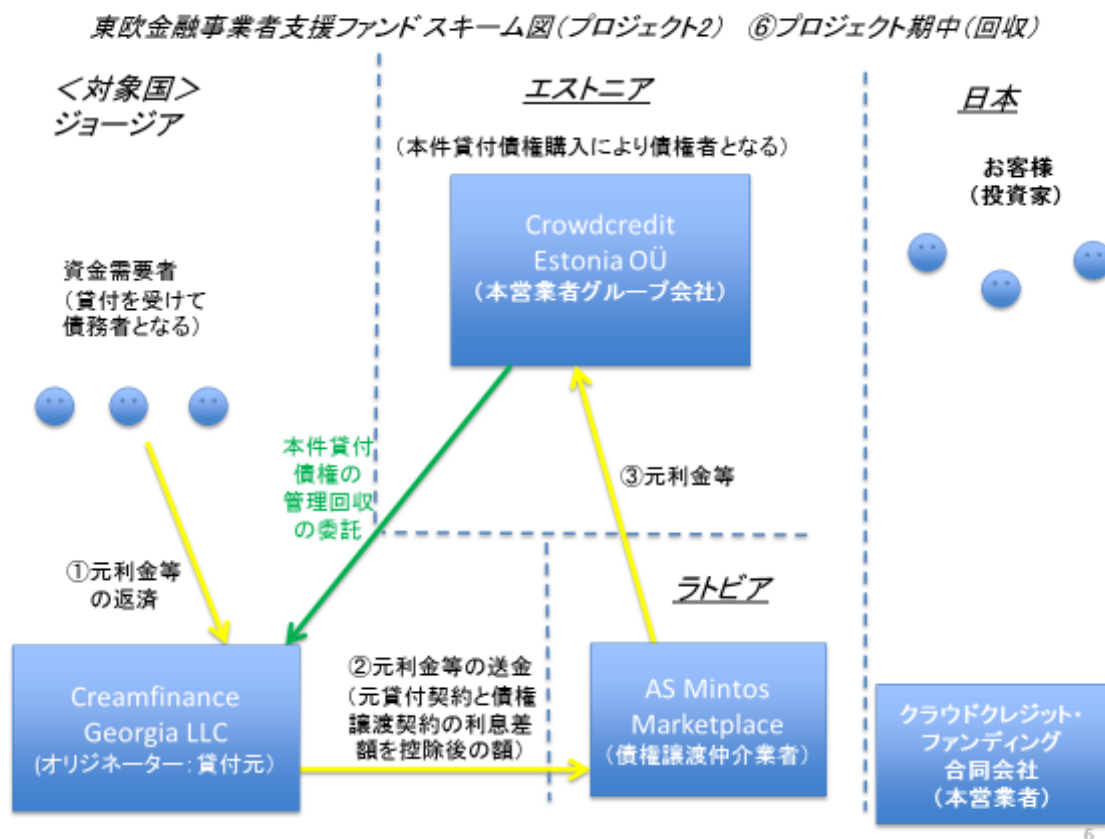 東欧金融事業者支援ファンドスキーム図(プロジェクト2)　⑥プロジェクト期中(回収)
＜対象国＞
ジョージア
エストニア
日本
(本件貸付債権購入により債権者となる)
Crowdcredit
Estonia OÜ
(本営業者グループ会社)
お客様
(投資家)
資金需要者
(貸付を受けて
債務者となる)
本件貸付
債権の
管理回収
の委託
③元利金等
①元利金等
の返済
ラトビア
Creamfinance
Georgia LLC
(オリジネーター:貸付元)
②元利金等の送金
(元貸付契約と債権
譲渡契約の利息差
額を控除後の額)
AS Mintos
Marketplace
(債権譲渡仲介業者)
クラウドクレジット・
ファンディング
合同会社
(本営業者)
6